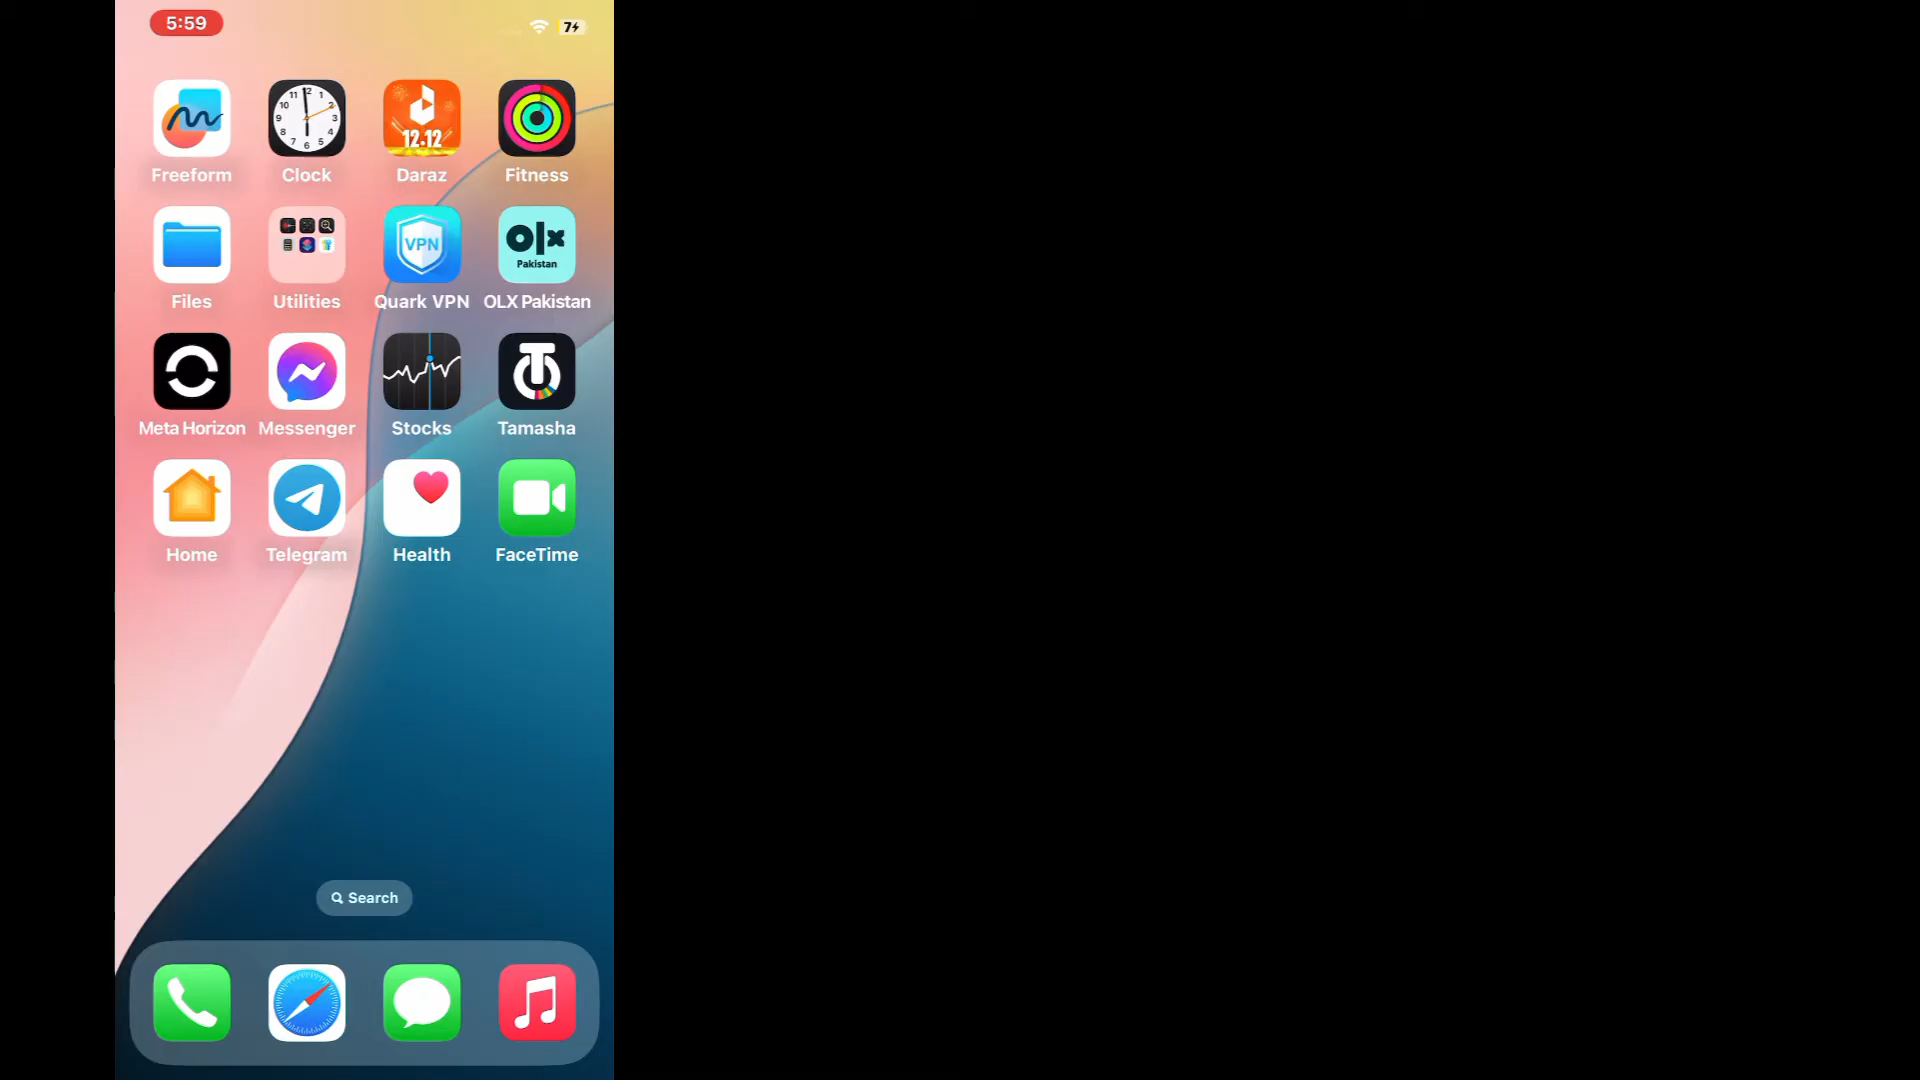 5:59
7
Freeform
Clock
12.12
Daraz
Fitness
Files
Utilities
VPN
Quark VPN
olx
Pakistan
OLX Pakistan
Meta Horizon
Messenger
Stocks
Tamasha
Home
Telegram
Health
FaceTime
Search